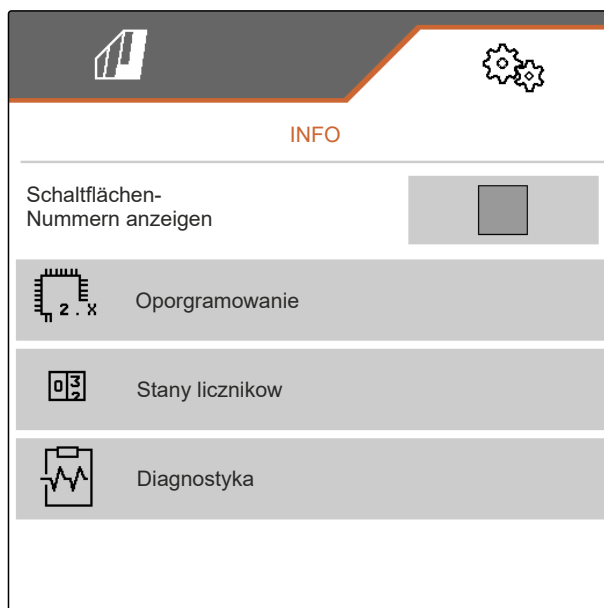 INFO
Schaltflächen-
Nummern anzeigen
2.X
Oporgramowanie
03
2
Stany licznikow
Diagnostyka